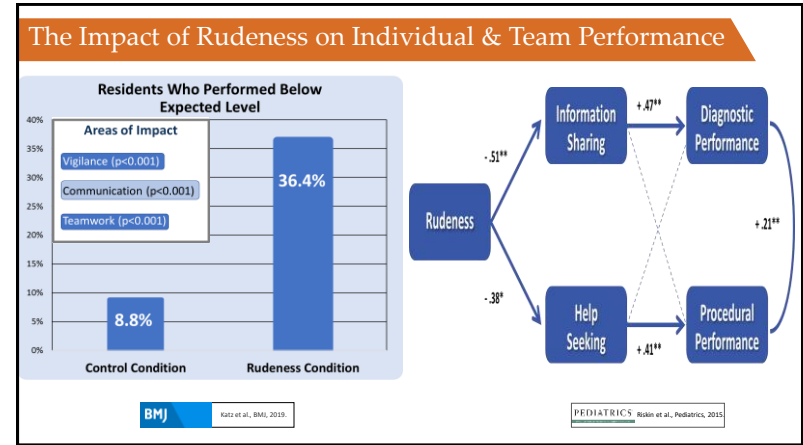 The Impact of Rudeness on Individual & Team Performance
Residents Who Performed Below
Expected Level
40%
35%
30%
25%
20%
15%
10%
5%
0%
Areas of Impact
Vigilance (p<0.001)
Communication (p<0.001)
Teamwork (p<0.001)
8.8%
36.4%
Control Condition
Rudeness Condition
BMJ
Katz et al., BMJ, 2019.
Rudeness
- .51**
- .38*
Information
Sharing
+ .47**
Diagnostic
Performance
+ .21**
Help
Seeking
+ .41**
Procedural
Performance
PEDIATRICS
Riskin et al., Pediatrics, 2015.